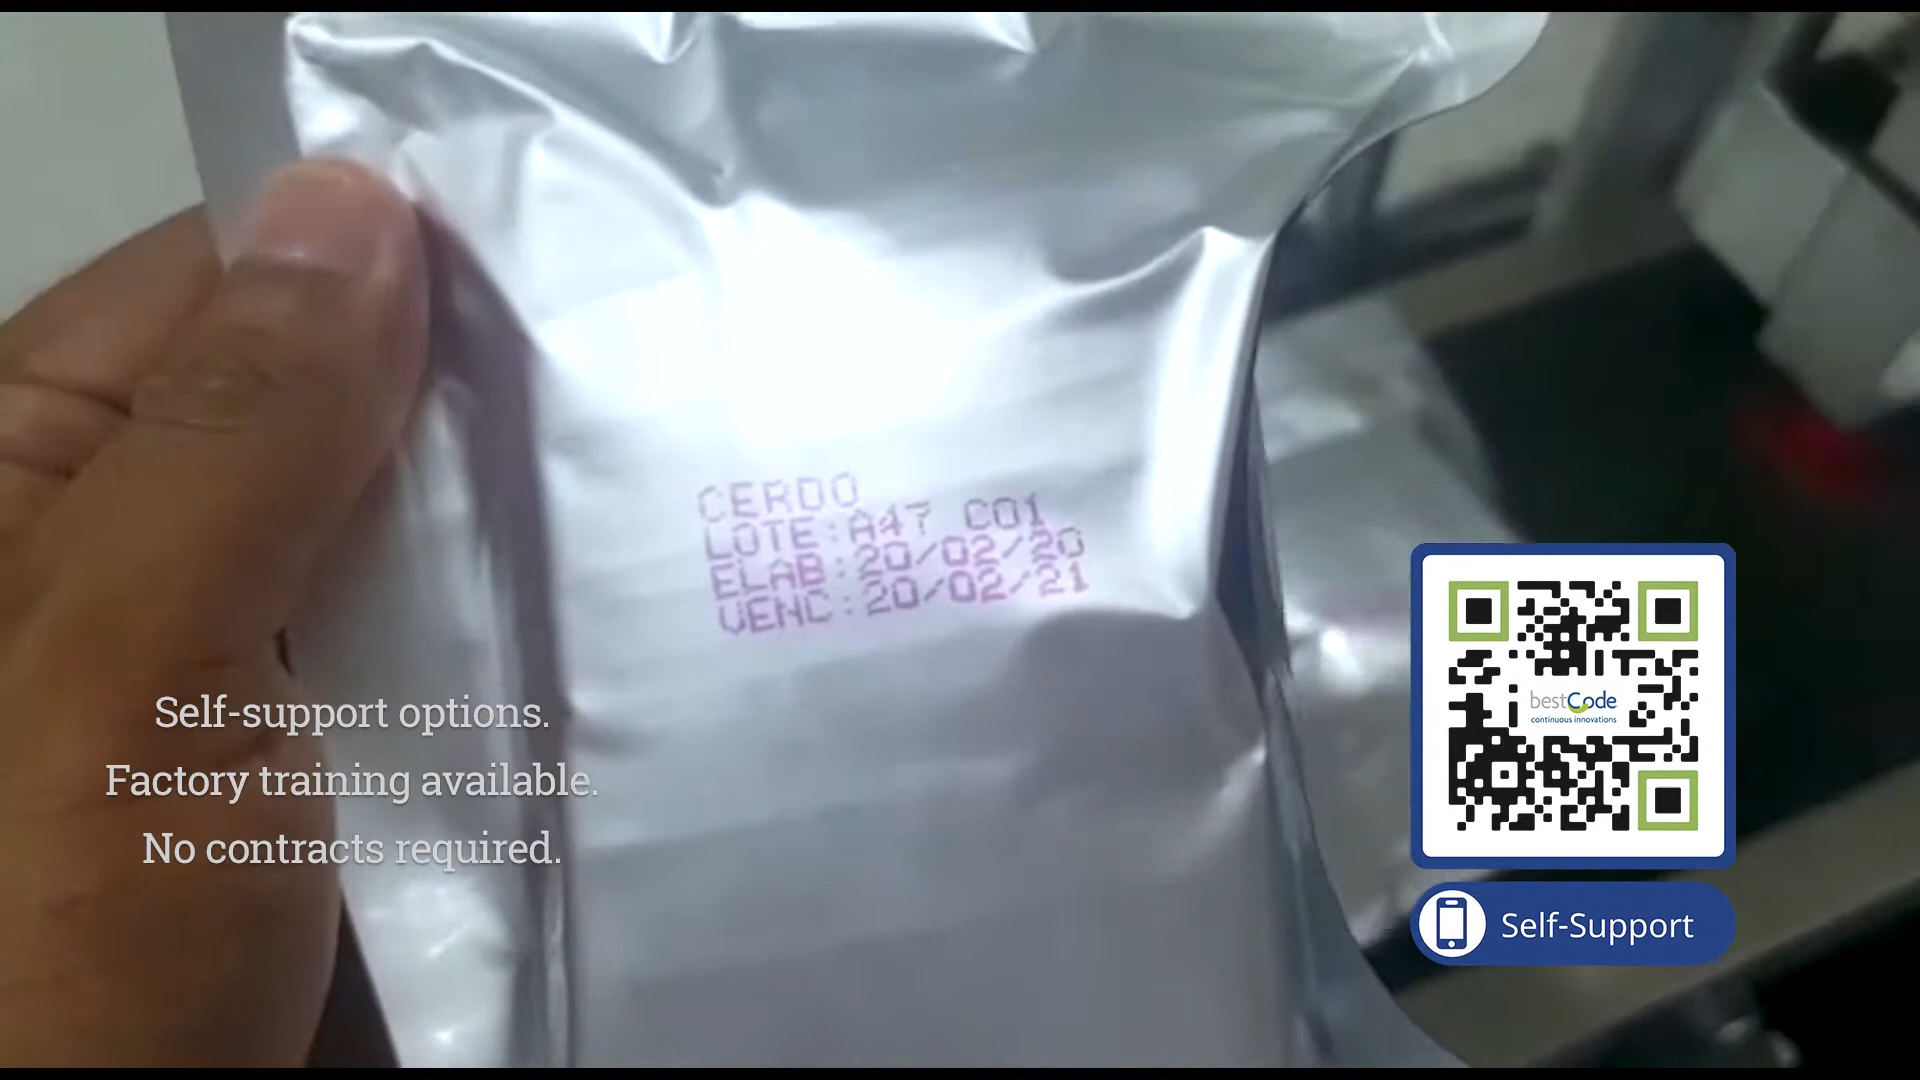 CERDO
LOTE:A47 C01
ELAB:20/02/20
VENC:20/02/21
Self-support options.
Factory training available.
No contracts required.
bestCode
continuous innovations
Self-Support